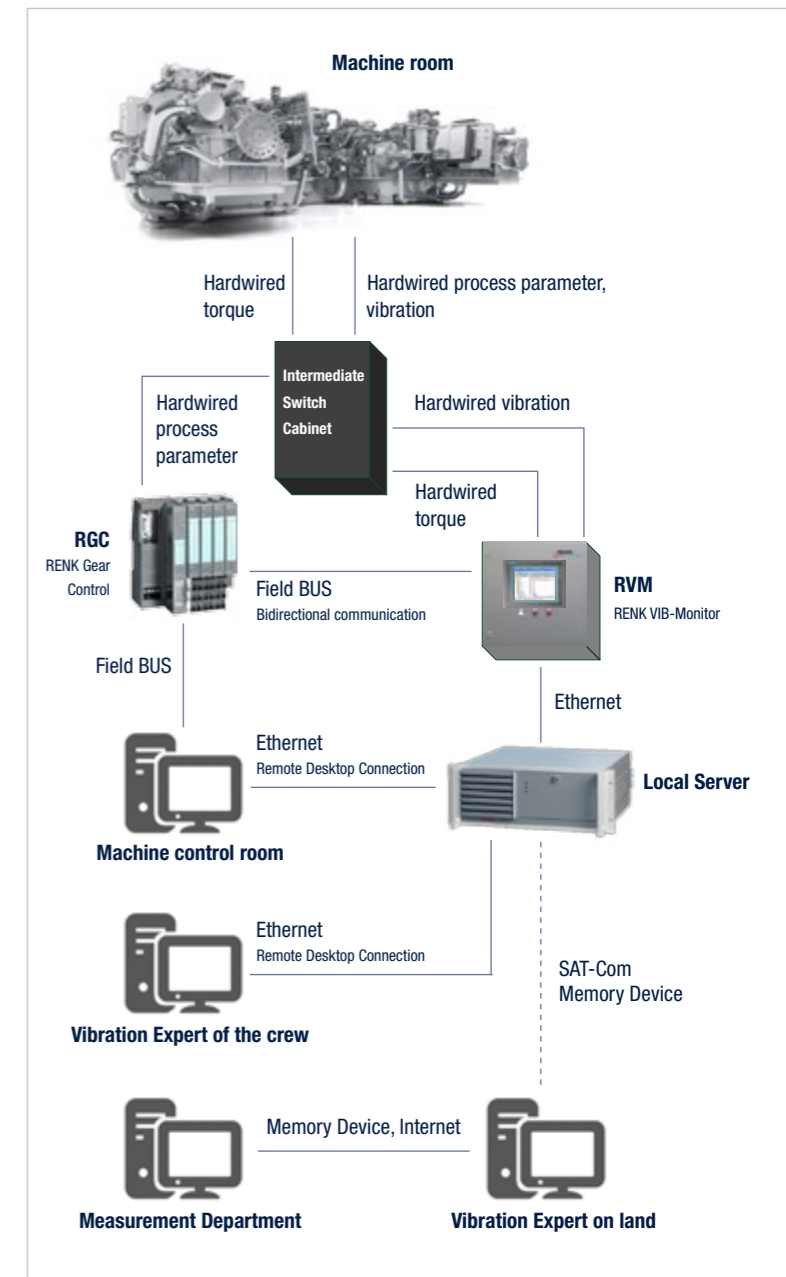 Machine room
Hardwired
torque
Hardwired process parameter,
vibration
Intermediate
Switch
Cabinet
Hardwired
process
parameter
Hardwired vibration
Hardwired
torque
RGC
RENK Gear
Control
Field BUS
Bidirectional communication
RVM
RENK VIB-Monitor
Field BUS
Ethernet
Ethernet
Remote Desktop Connection
Local Server
Machine control room
Ethernet
Remote Desktop Connection
SAT-Com
Memory Device
Vibration Expert of the crew
Memory Device, Internet
Measurement Department
Vibration Expert on land